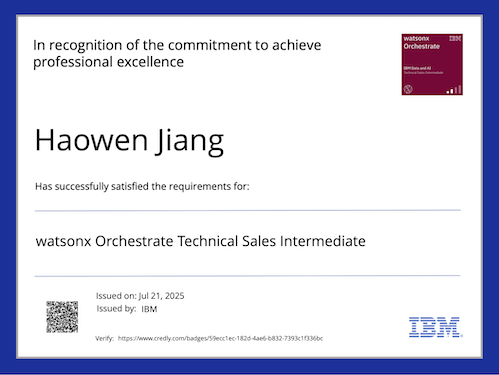 In recognition of the commitment to achieve
professional excellence
watsonx IBM
Orchestrate
IBM Data and AI
Technical Sales Intermediate
Haowen Jiang
Has successfully satisfied the requirements for:
watsonx Orchestrate Technical Sales Intermediate
Issued on: Jul 21, 2025
Issued by: IBM
Verify: https://www.credly.com/badges/59ecc1ec-182d-4ae6-b832-7393c1f336bc
IBM